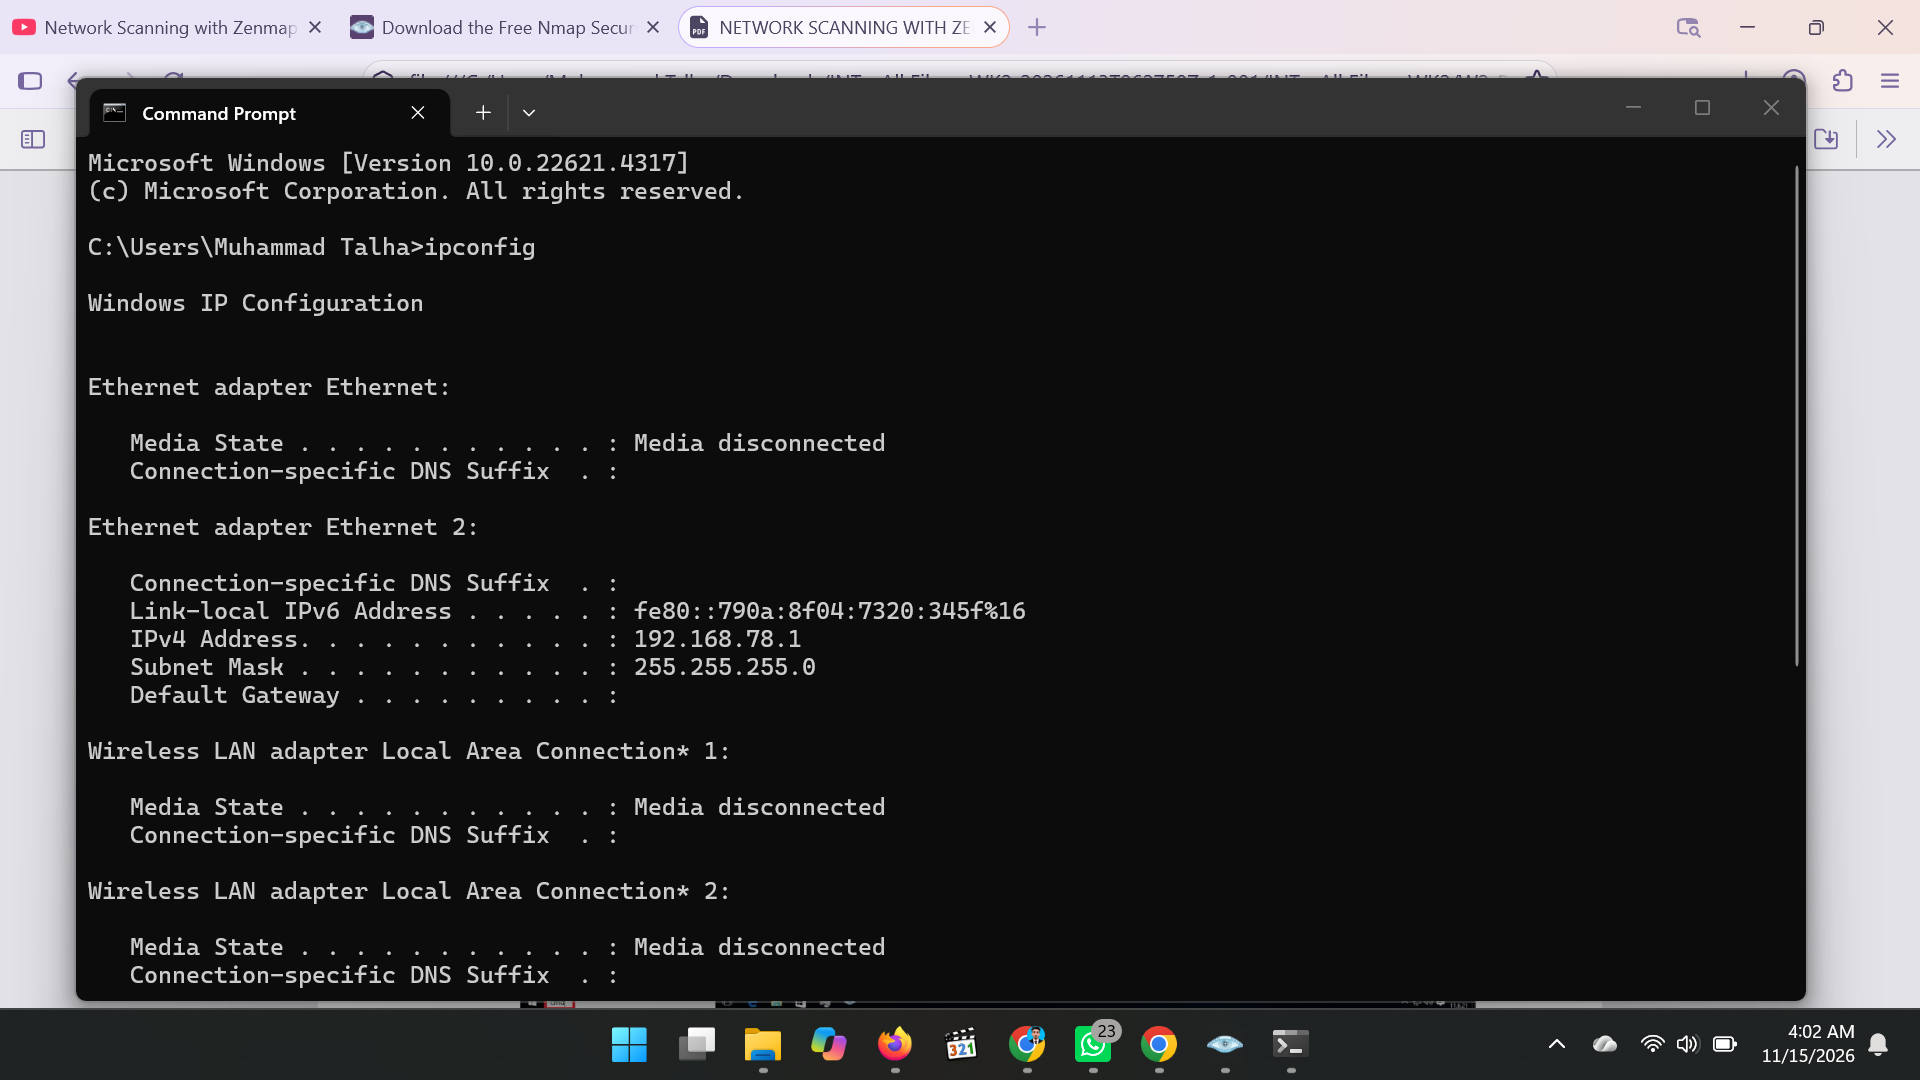 Network Scanning with Zenmap
Download the Free Nmap Secur
NETWORK SCANNING WITH ZE
Command Prompt
Microsoft Windows [Version 10.0.22621.4317]
(c) Microsoft Corporation. All rights reserved.
C:\Users\Muhammad Talha>ipconfig
Windows IP Configuration
Ethernet adapter Ethernet:
Media State . . . . . . . . . . . : Media disconnected
Connection-specific DNS Suffix  . :
Ethernet adapter Ethernet 2:
Connection-specific DNS Suffix  . :
Link-local IPv6 Address . . . . . : fe80::790a:8f04:7320:345f%16
IPv4 Address. . . . . . . . . . . : 192.168.78.1
Subnet Mask . . . . . . . . . . . : 255.255.255.0
Default Gateway . . . . . . . . . :
Wireless LAN adapter Local Area Connection* 1:
Media State . . . . . . . . . . . : Media disconnected
Connection-specific DNS Suffix  . :
Wireless LAN adapter Local Area Connection* 2:
Media State . . . . . . . . . . . : Media disconnected
Connection-specific DNS Suffix  . :
321
23
4:02 AM
11/15/2026